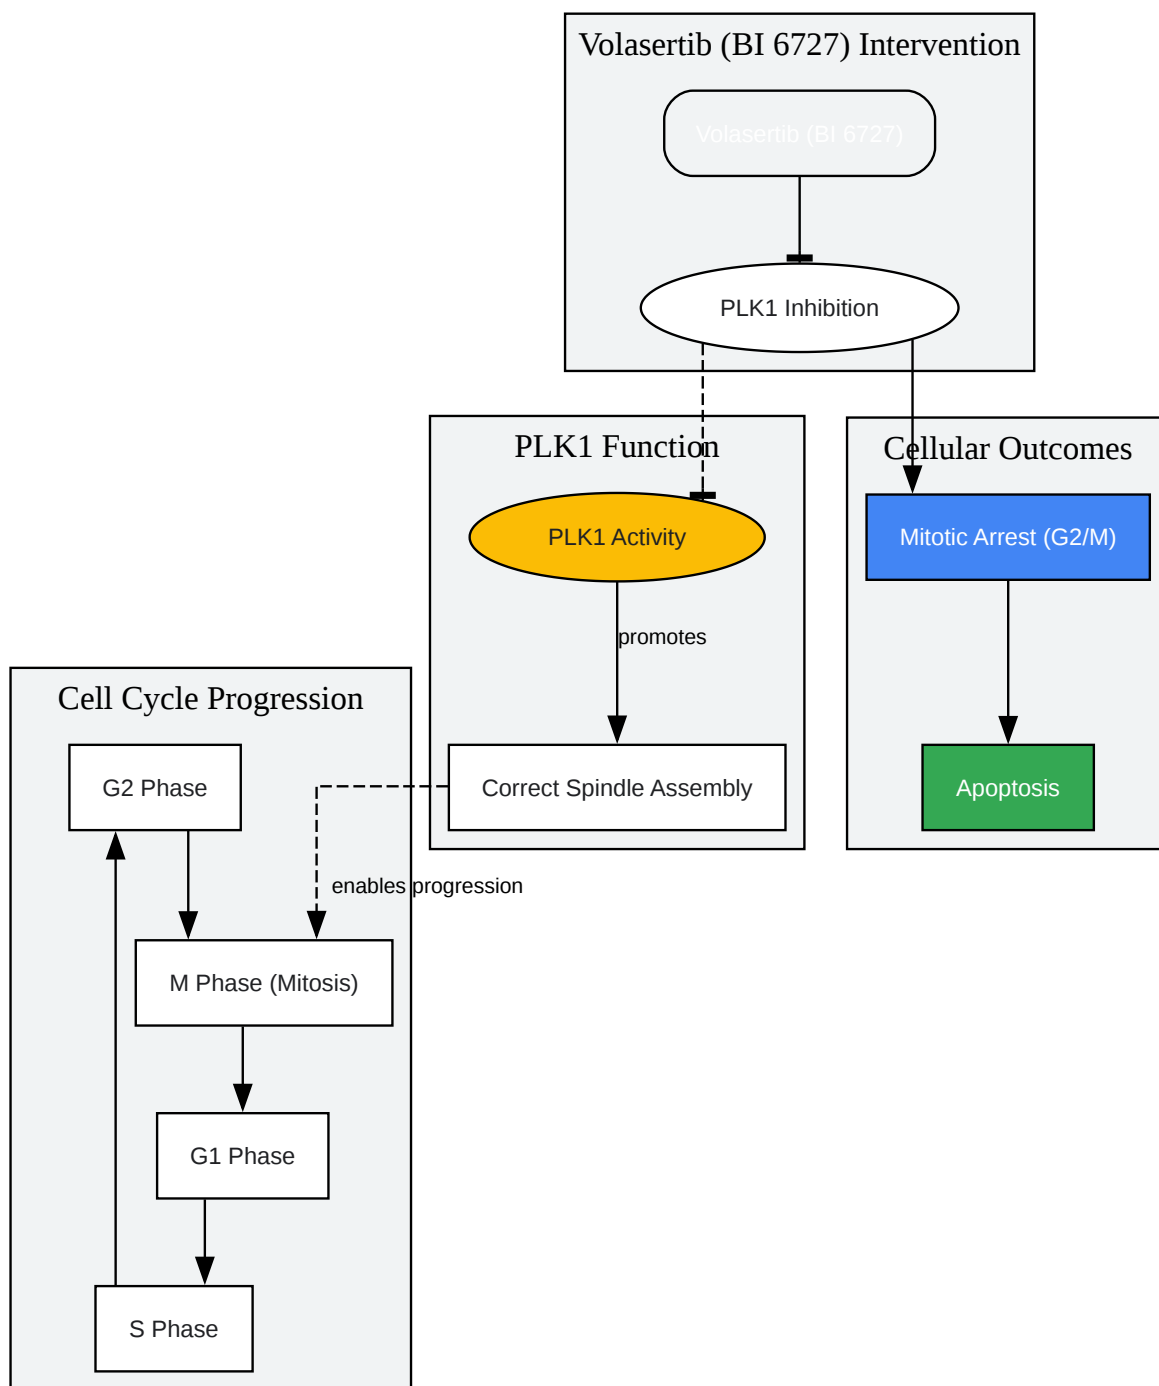 Volasertib (BI 6727) Intervention
Volasertib (BI 6727)
PLK1 Inhibition
PLK1 Function
PLK1 Activity
promotes
Correct Spindle Assembly
Cellular Outcomes
Mitotic Arrest (G2/M)
Apoptosis
Cell Cycle Progression
G2 Phase
enables progression
M Phase (Mitosis)
G1 Phase
S Phase